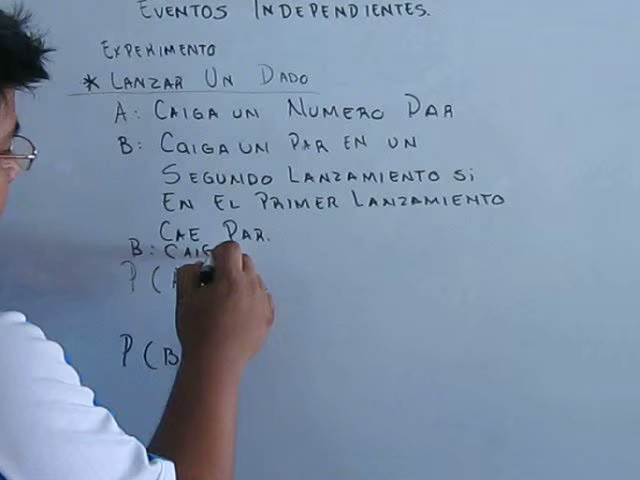 EVENTOS INDEPENDIENTES.
EXPERIMENTO
* LANZAR UN DADO
A: CAIGA UN NUMERO PAR
B: CAIGA UN PAR EN UN
SEGUNDO LANZAMIENTO Si
EN EL PRIMER LANZAMIENTO
CAE PAR.
B: CAIG
P(A
P(B